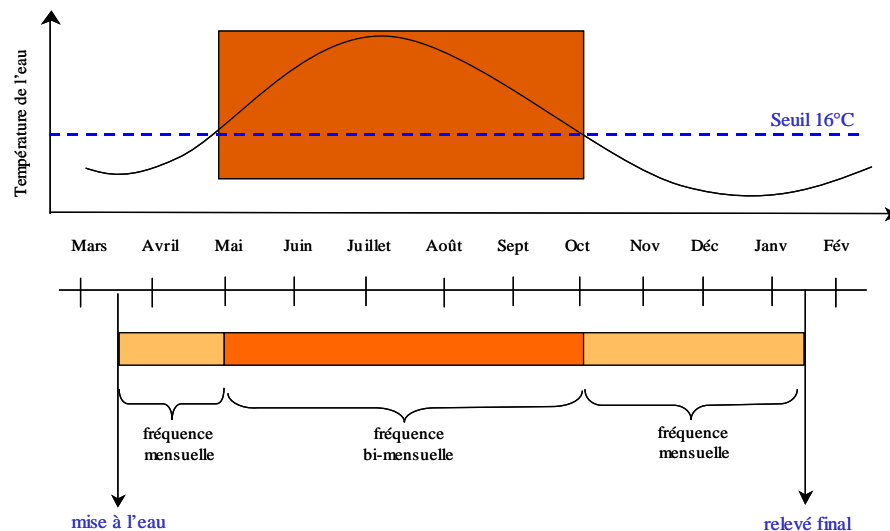 Température de l'eau
Seuil 16°C
Mars Avril Mai Juin Juillet Août Sept Oct Nov Déc Janv Fév
fréquence
mensuelle
fréquence
bi-mensuelle
fréquence
mensuelle
mise à l'eau
relevé final